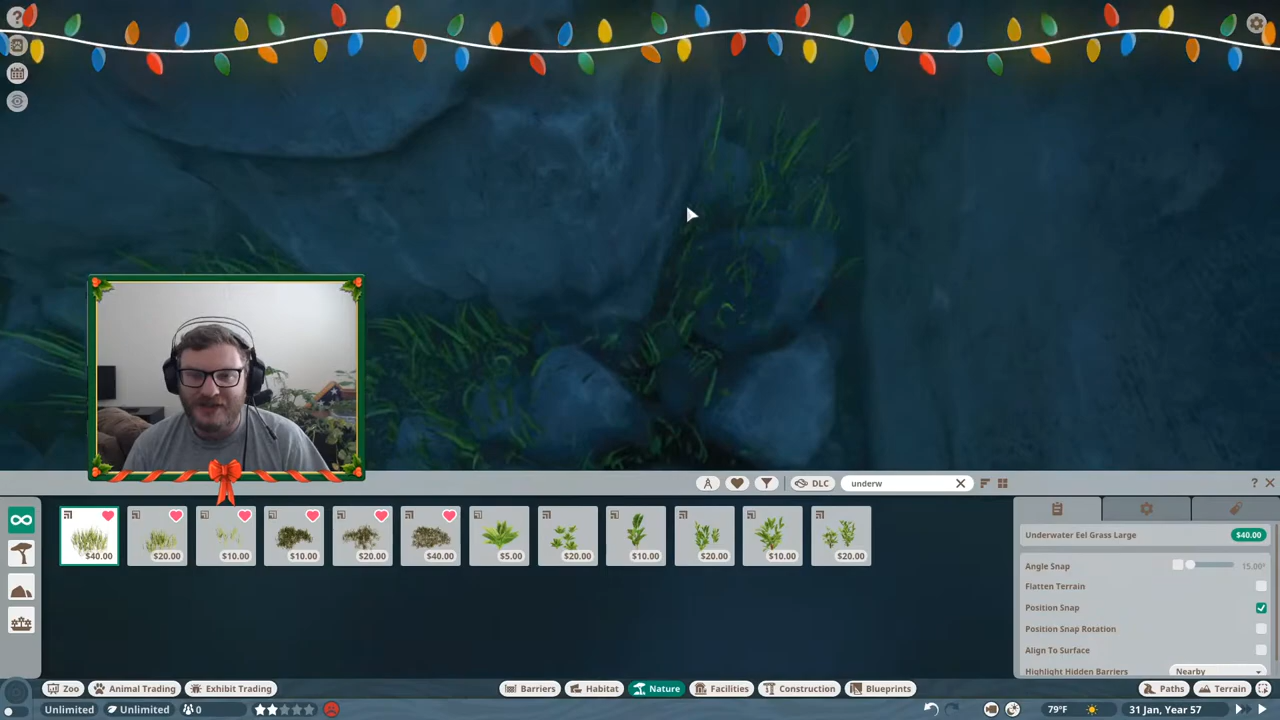 ?
DLC
underw
?
$40.00
$20.00
$10.00
$10.00
$20.00
$40.00
$5.00
$20.00
$10.00
$20.00
$10.00
$20.00
Underwater Eel Grass Large
$40.00
Angle Snap
15.00°
Flatten Terrain
Position Snap
Position Snap Rotation
Align To Surface
Highlight Hidden Barriers
Nearby
Zoo
Animal Trading
Exhibit Trading
Barriers
Habitat
Nature
Facilities
Construction
Blueprints
Paths
Terrain
Unlimited
Unlimited
0
79°F
31 Jan, Year 57